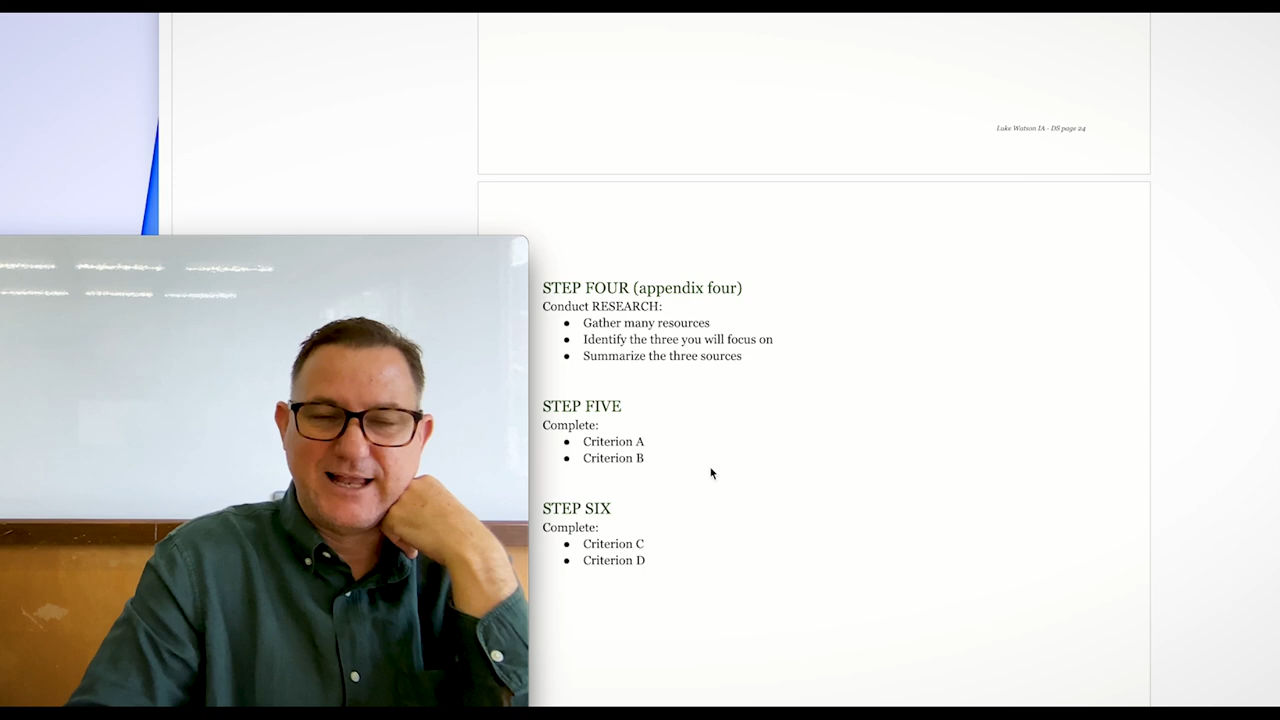 Luke Watson IA - DS page 24
STEP FOUR (appendix four)
Conduct RESEARCH:
● Gather many resources
● Identify the three you will focus on
● Summarize the three sources
STEP FIVE
Complete:
● Criterion A
● Criterion B
STEP SIX
Complete:
● Criterion C
● Criterion D